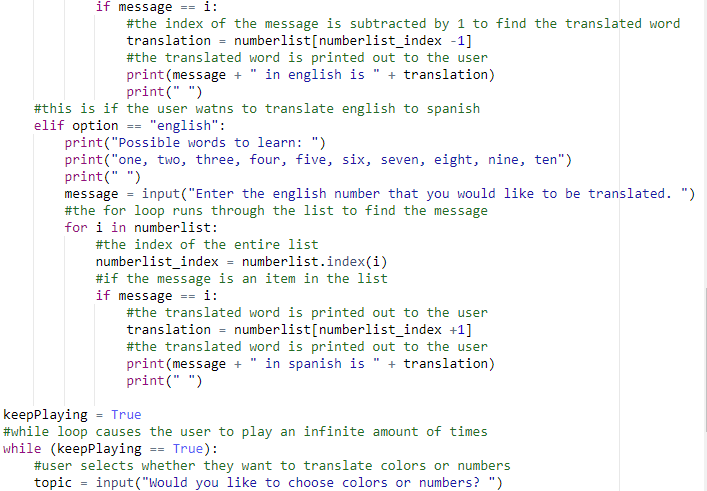 if message == i:
#the index of the message is subtracted by 1 to find the translated word
translation = numberlist[numberlist_index -1]
#the translated word is printed out to the user
print(message + " in english is " + translation)
print(" ")
#this is if the user watns to translate english to spanish
elif option == "english":
print("Possible words to learn: ")
print("one, two, three, four, five, six, seven, eight, nine, ten")
print(" ")
message = input("Enter the english number that you would like to be translated. ")
#the for loop runs through the list to find the message
for i in numberlist:
#the index of the entire list
numberlist_index = numberlist.index(i)
#if the message is an item in the list
if message == i:
#the translated word is printed out to the user
translation = numberlist[numberlist_index +1]
#the translated word is printed out to the user
print(message + " in spanish is " + translation)
print(" ")
keepPlaying = True
#while loop causes the user to play an infinite amount of times
while (keepPlaying == True):
#user selects whether they want to translate colors or numbers
topic = input("Would you like to choose colors or numbers? ")